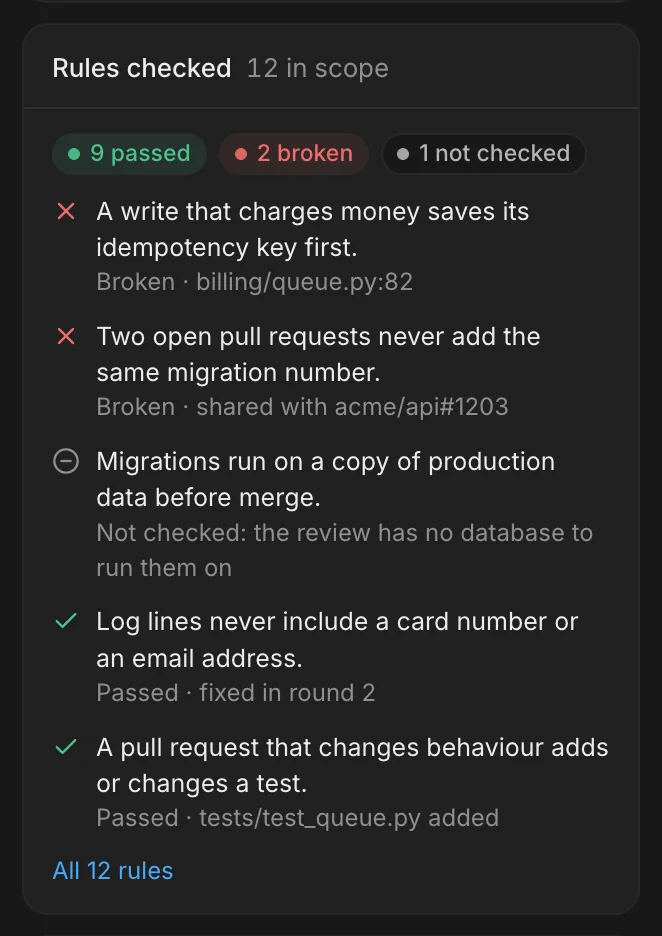 Rules checked 12 in scope
9 passed 2 broken 1 not checked
A write that charges money saves its
idempotency key first.
Broken · billing/queue.py:82
Two open pull requests never add the
same migration number.
Broken · shared with acme/api#1203
Migrations run on a copy of production
data before merge.
Not checked: the review has no database to
run them on
Log lines never include a card number or
an email address.
Passed · fixed in round 2
A pull request that changes behaviour adds
or changes a test.
Passed · tests/test_queue.py added
All 12 rules